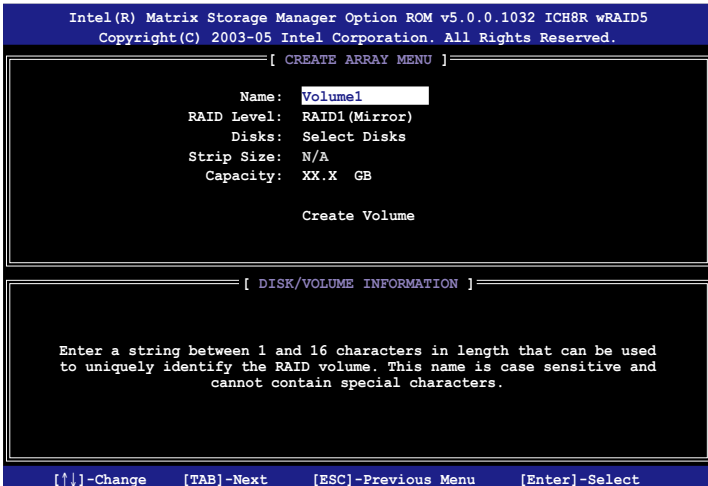 Intel(R) Matrix Storage Manager Option ROM v5.0.0.1032 ICH8R wRAID5
Copyright(C) 2003-05 Intel Corporation. All Rights Reserved.
[ CREATE ARRAY MENU ]
Name: Volume1
RAID Level: RAID1(Mirror)
Disks: Select Disks
Strip Size: N/A
Capacity: XX.X GB
Create Volume
[ DISK/VOLUME INFORMATION ]
Enter a string between 1 and 16 characters in length that can be used
to uniquely identify the RAID volume. This name is case sensitive and
cannot contain special characters.
[↑↓]-Change [TAB]-Next [ESC]-Previous Menu [Enter]-Select